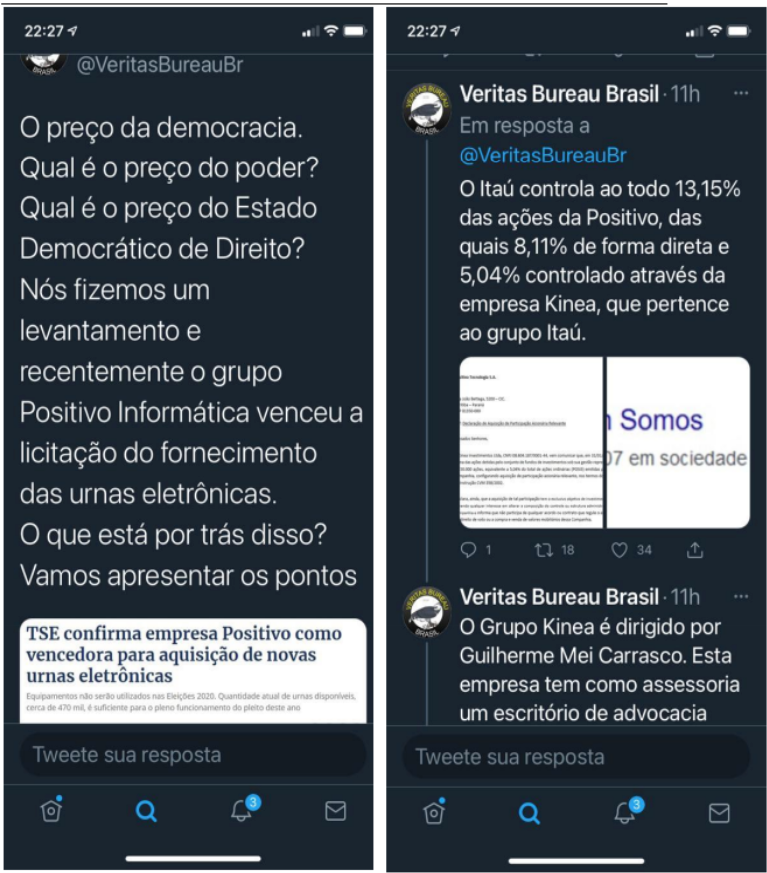 22:27
@VeritasBureauBr
O preço da democracia.
Qual é o preço do poder?
Qual é o preço do Estado
Democrático de Direito?
Nós fizemos um
levantamento e
recentemente o grupo
Positivo Informática venceu a
licitação do fornecimento
das urnas eletrônicas.
O que está por trás disso?
Vamos apresentar os pontos
TSE confirma empresa Positivo como
vencedora para aquisição de novas
urnas eletrônicas
Equipamentos não serão utilizados nas Eleições 2020. Quantidade atual de urnas disponíveis,
cerca de 470 mil, é suficiente para o pleno funcionamento do pleito deste ano
Tweete sua resposta
3
22:27
Veritas Bureau Brasil · 11h
Em resposta a
@VeritasBureauBr
O Itaú controla ao todo 13,15%
das ações da Positivo, das
quais 8,11% de forma direta e
5,04% controlado através da
empresa Kinea, que pertence
ao grupo Itaú.
Somos
07 em sociedade
1 18 34
Veritas Bureau Brasil · 11h
O Grupo Kinea é dirigido por
Guilherme Mei Carrasco. Esta
empresa tem como assessoria
um escritório de advocacia
Tweete sua resposta
3